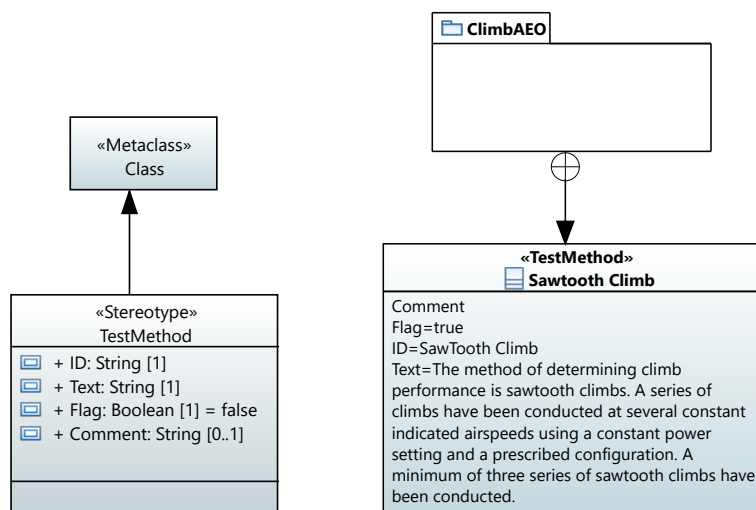 «Metaclass»
Class
«Stereotype»
TestMethod
+ ID: String [1]
+ Text: String [1]
+ Flag: Boolean [1] = false
+ Comment: String [0..1]
ClimbAEO
«TestMethod»
Sawtooth Climb
Comment
Flag=true
ID=SawTooth Climb
Text=The method of determining climb
performance is sawtooth climbs. A series of
climbs have been conducted at several constant
indicated airspeeds using a constant power
setting and a prescribed configuration. A
minimum of three series of sawtooth climbs have
been conducted.